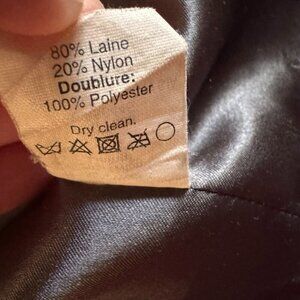 80% Laine
20% Nylon
Doublure:
100% Polyester
Dry clean.